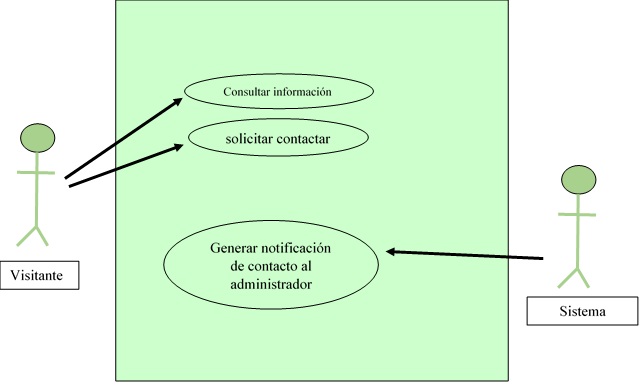 Consultar información
solicitar contactar
Generar notificación
de contacto al
administrador
Visitante
Sistema